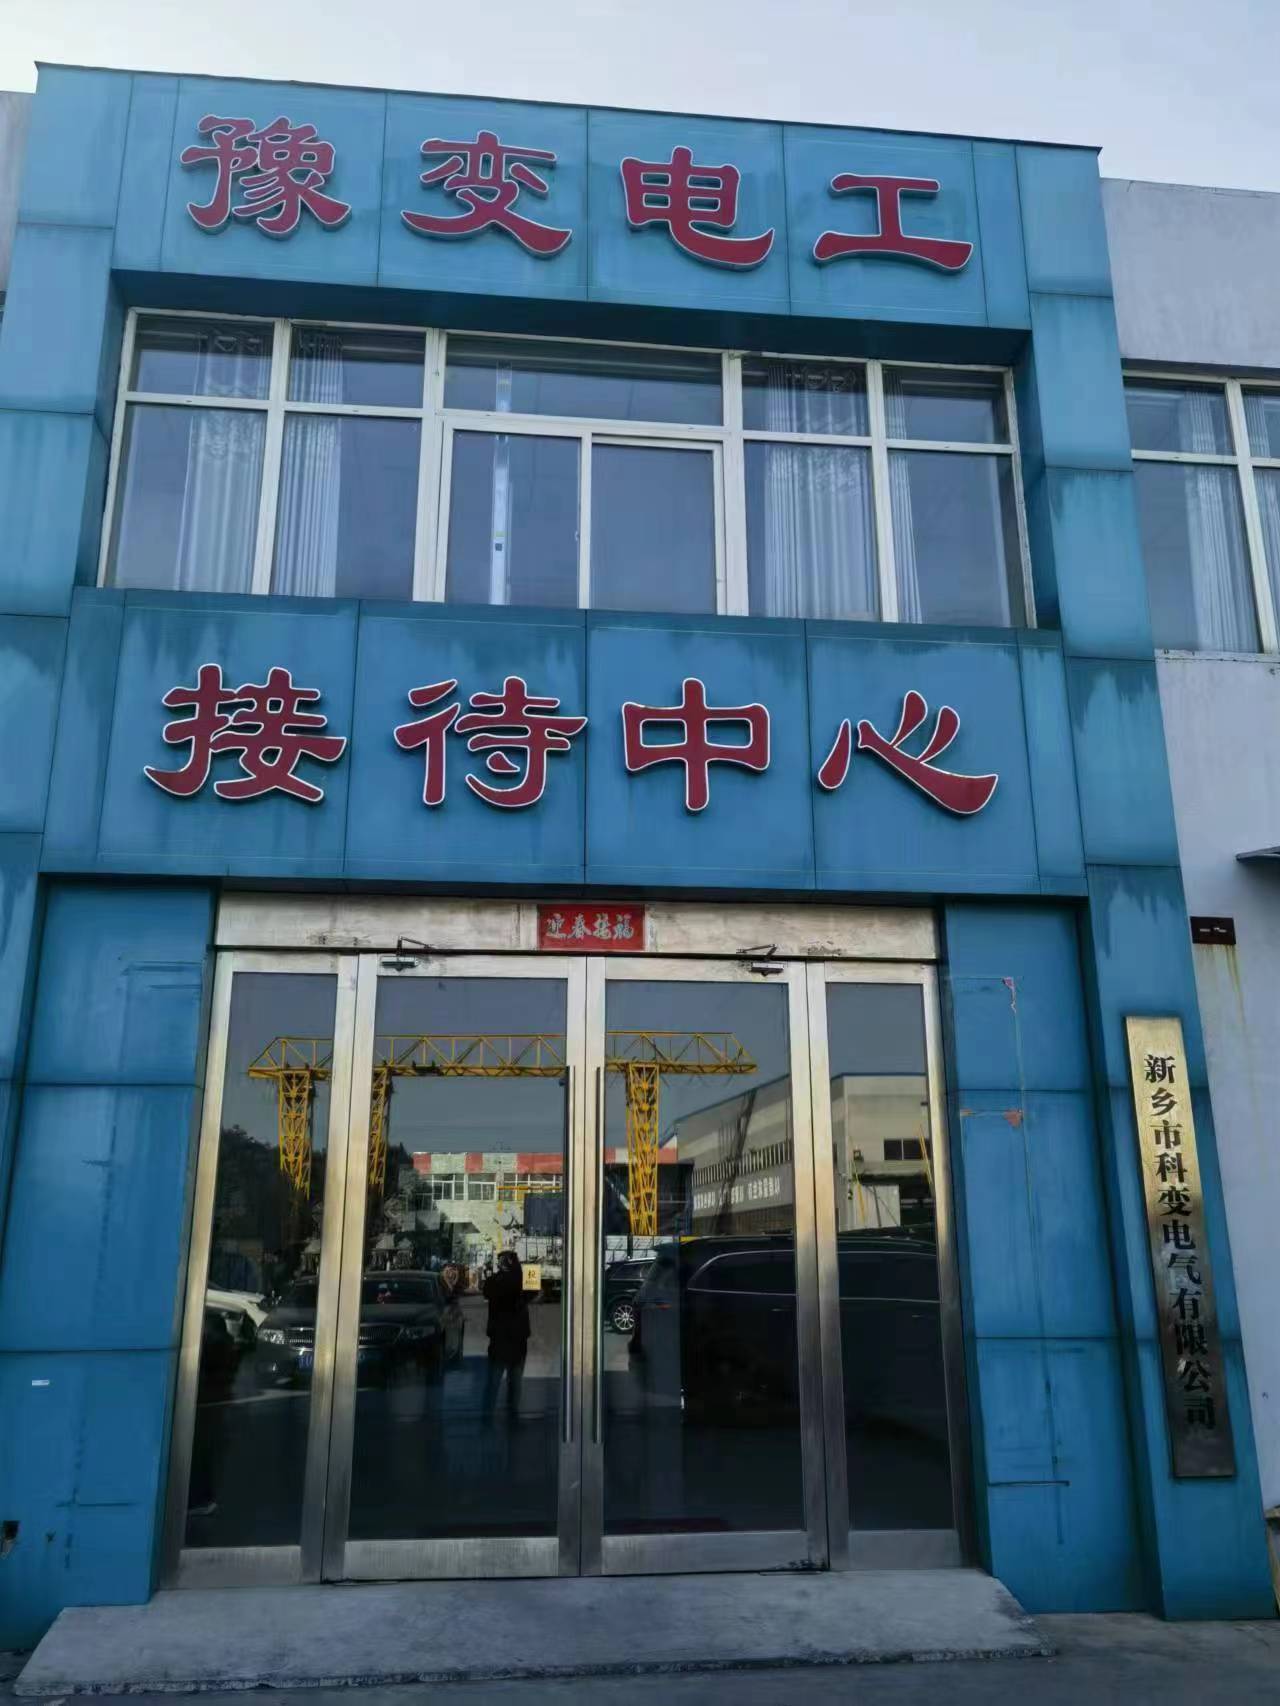 豫变电工
接待中心
迎春接福
新乡市科变电气有限公司